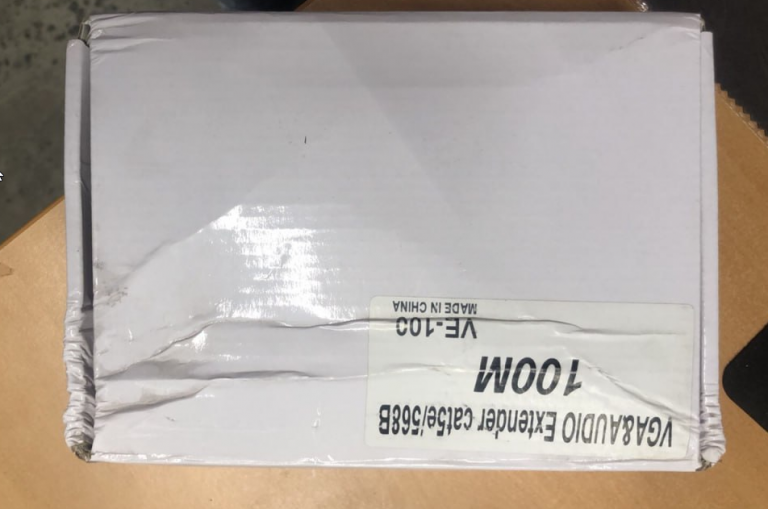 VGA&AUDIO Extender cat5e/568B
100M
VE-100
MADE IN CHINA